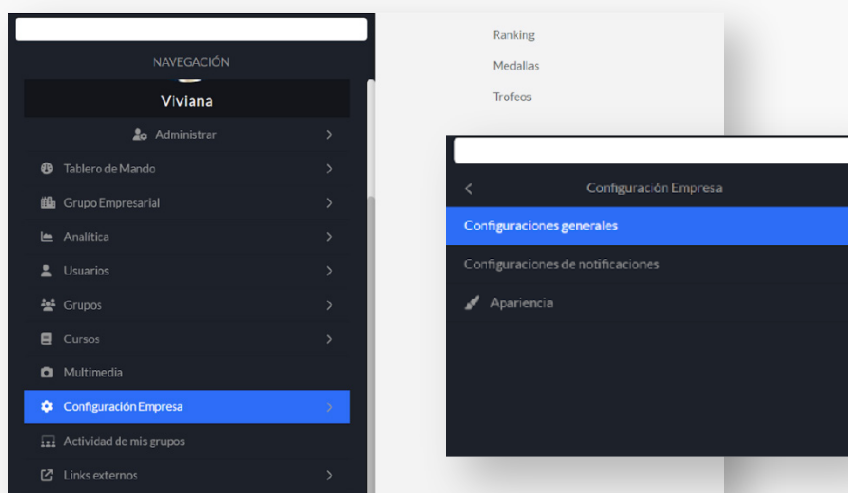 NAVEGACIÓN
Viviana
Administrar
Tablero de Mando
Grupo Empresarial
Analítica
Usuarios
Grupos
Cursos
Multimedia
Configuración Empresa
Actividad de mis grupos
Links externos
Ranking
Medallas
Trofeos
Configuración Empresa
Configuraciones generales
Configuraciones de notificaciones
Apariencia